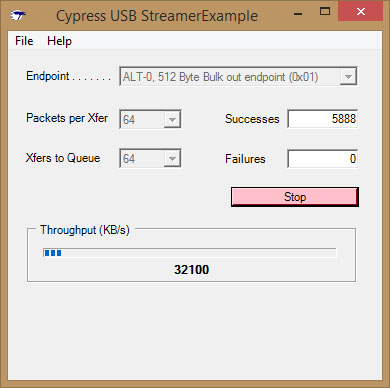 Cypress USB StreamerExample
File Help
Endpoint . . . . . . . ALT-0, 512 Byte Bulk out endpoint (0x01)
Packets per Xfer 64 Successes 5888
Xfers to Queue 64 Failures 0
Stop
Throughput (KB/s)
32100